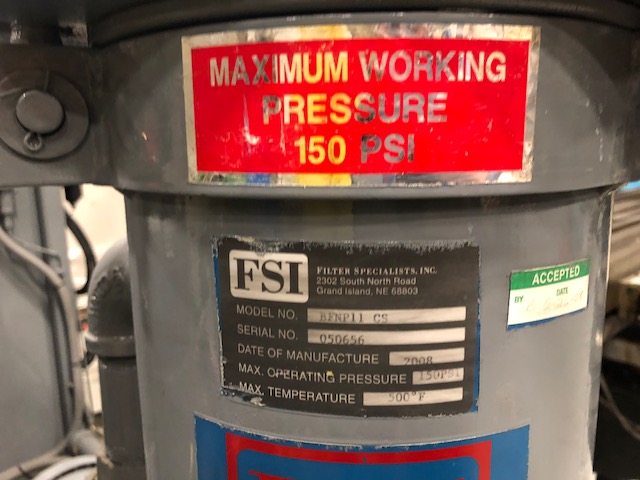 MAXIMUM WORKING
PRESSURE
150 PSI
FSI
FILTER SPECIALISTS, INC.
2302 South North Road
Grand Island, NE 68803
MODEL NO. BFNP11 CS
SERIAL NO. 050656
DATE OF MANUFACTURE 2008
MAX. OPERATING PRESSURE 150PSI
MAX. TEMPERATURE 500°F
ACCEPTED
BY DATE